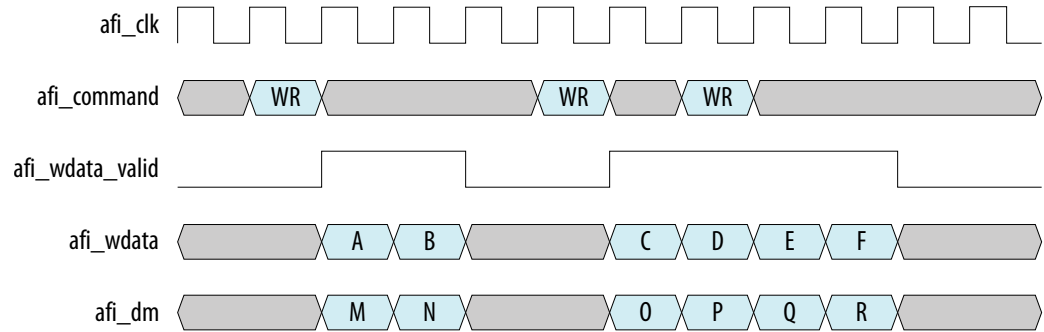 afi_clk
afi_command WR WR WR
afi_wdata_valid
afi_wdata A B C D E F
afi_dm M N O P Q R